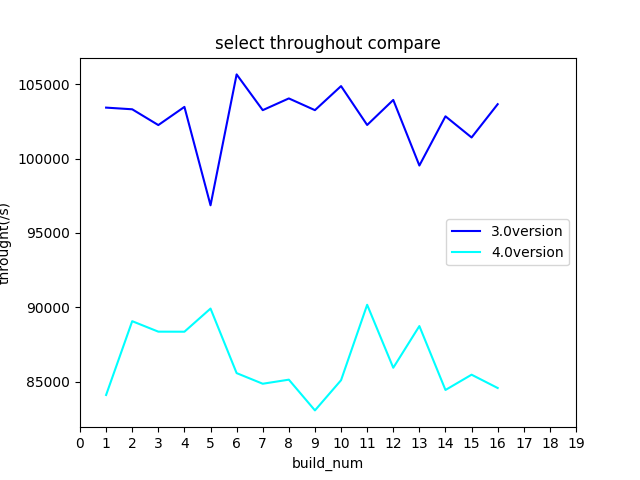 select throughout compare
105000
100000
95000
90000
85000
throught(/s)
3.0version
4.0version
0 1 2 3 4 5 6 7 8 9 10 11 12 13 14 15 16 17 18 19
build_num